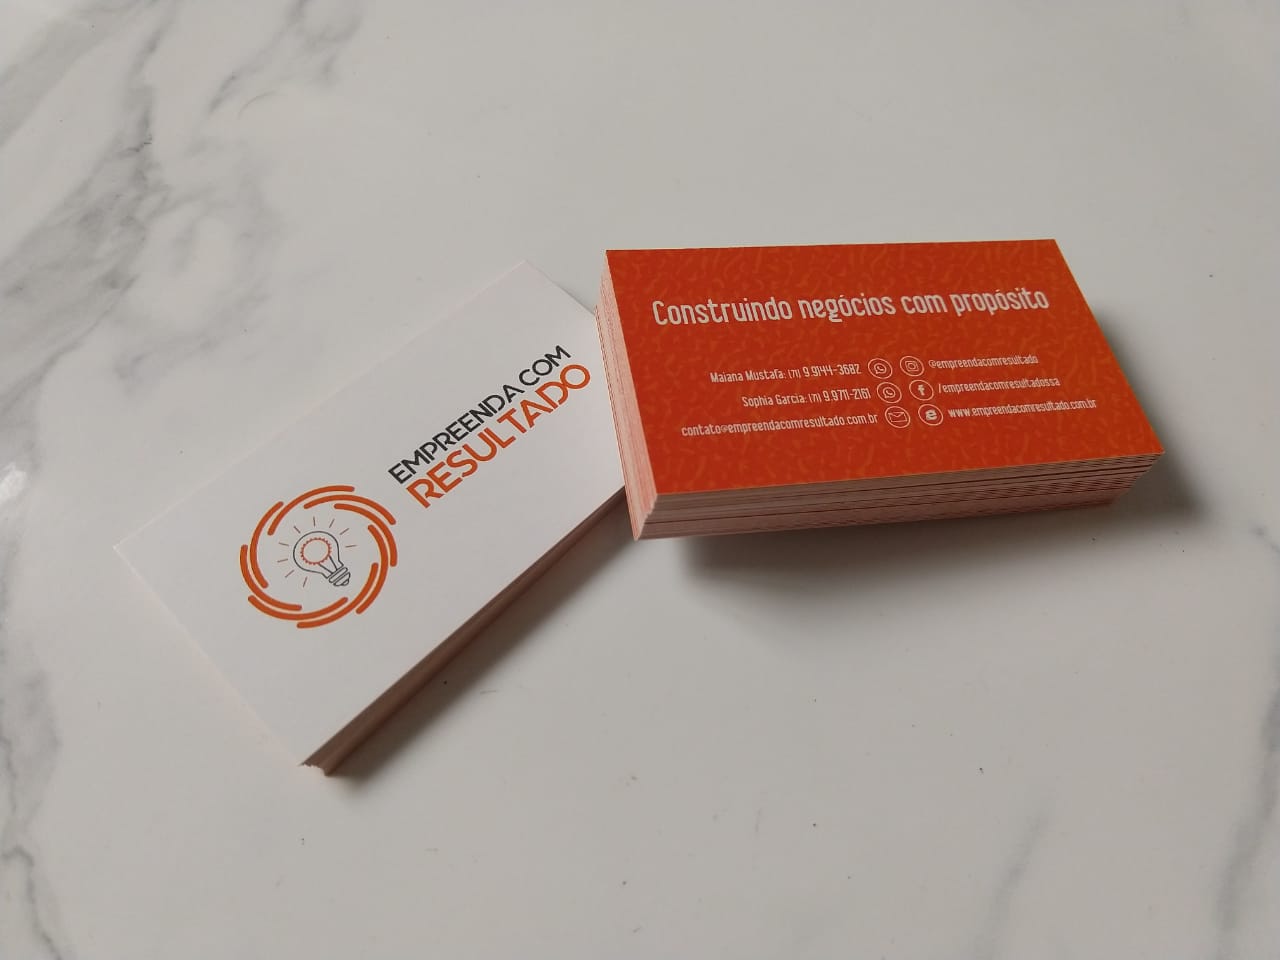 EMPREENDA COM
RESULTADO
Construindo negócios com propósito
Maiana Mustafa: (71) 9 9144-3682
@empreendacomresultado
Sophia Garcia: (71) 9.9711-2161
/empreendacomresultadossa
contato@empreendacomresultado.com.br
www.empreendacomresultado.com.br